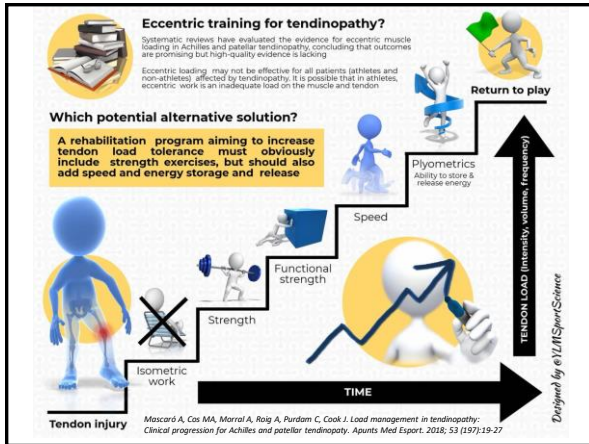 Eccentric training for tendinopathy?
Systematic reviews have evaluated the evidence for eccentric muscle
loading in Achilles and patellar tendinopathy, concluding that outcomes
are promising but high-quality evidence is lacking
Eccentric loading may not be effective for all patients (athletes and
non-athletes) affected by tendinopathy. It is possible that in athletes,
eccentric work is an inadequate load on the muscle and tendon
Which potential alternative solution?
A rehabilitation program aiming to increase
tendon load tolerance must obviously
include strength exercises, but should also
add speed and energy storage and release
Return to play
Plyometrics
Ability to store &
release energy
Speed
Functional
strength
Strength
Isometric
work
Tendon injury
TIME
TENDON LOAD (Intensity, volume, frequency)
Designed by @YLMSportScience
Mascaró A, Cos MA, Morral A, Roig A, Purdam C, Cook J. Load management in tendinopathy:
Clinical progression for Achilles and patellar tendinopaty. Apunts Med Esport. 2018; 53 (197):19-27